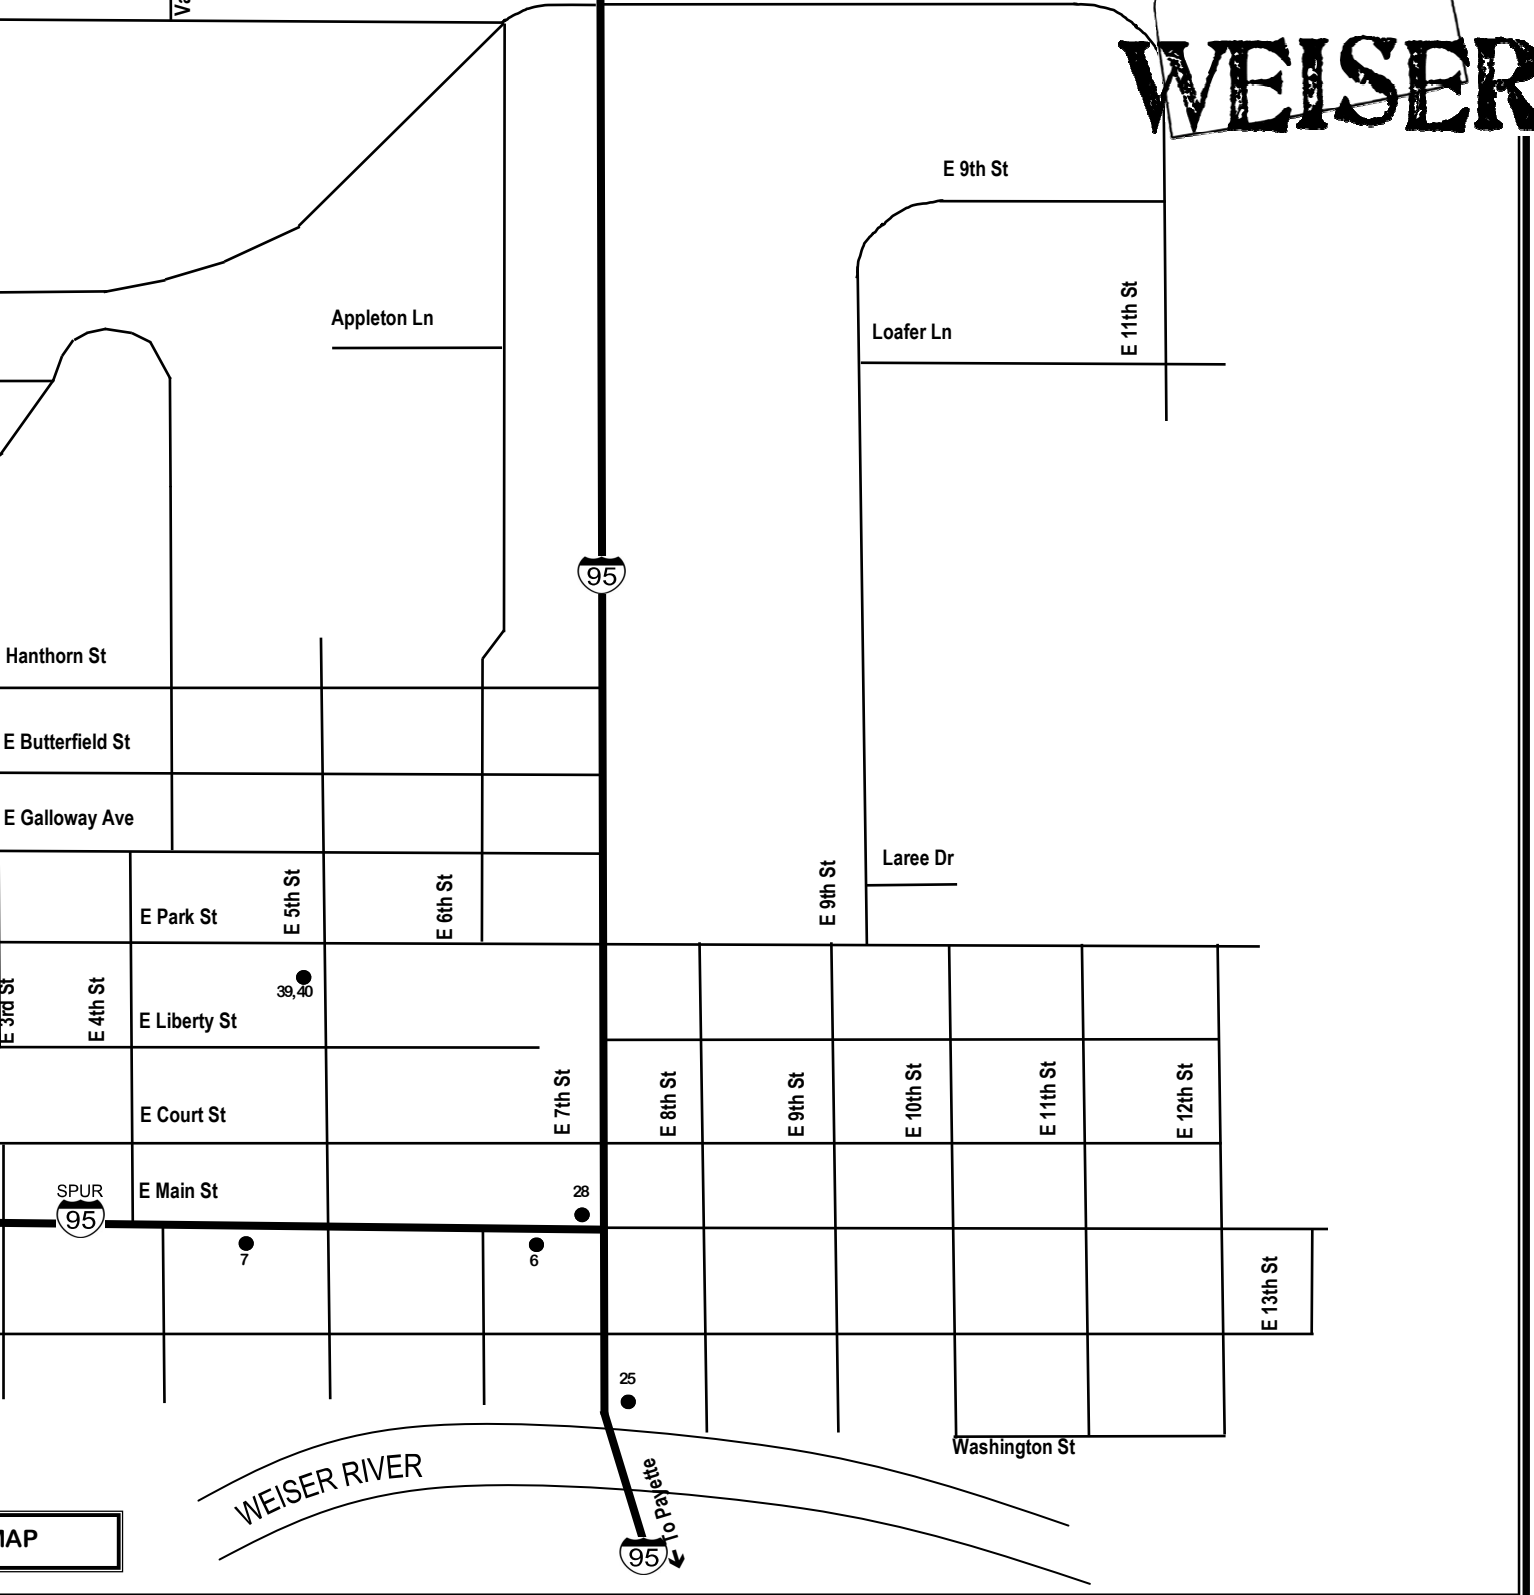 WEISER
E 9th St
Appleton Ln
Loafer Ln
E 11th St
95
Hanthorn St
E Butterfield St
E Galloway Ave
Laree Dr
E Park St
E 5th St
E 6th St
E 9th St
39,40
E 3rd St
E 4th St
E Liberty St
E 7th St
E 8th St
E 9th St
E 10th St
E 11th St
E 12th St
E Court St
SPUR
95
E Main St
28
7
6
E 13th St
25
Washington St
WEISER RIVER
To Payette
95